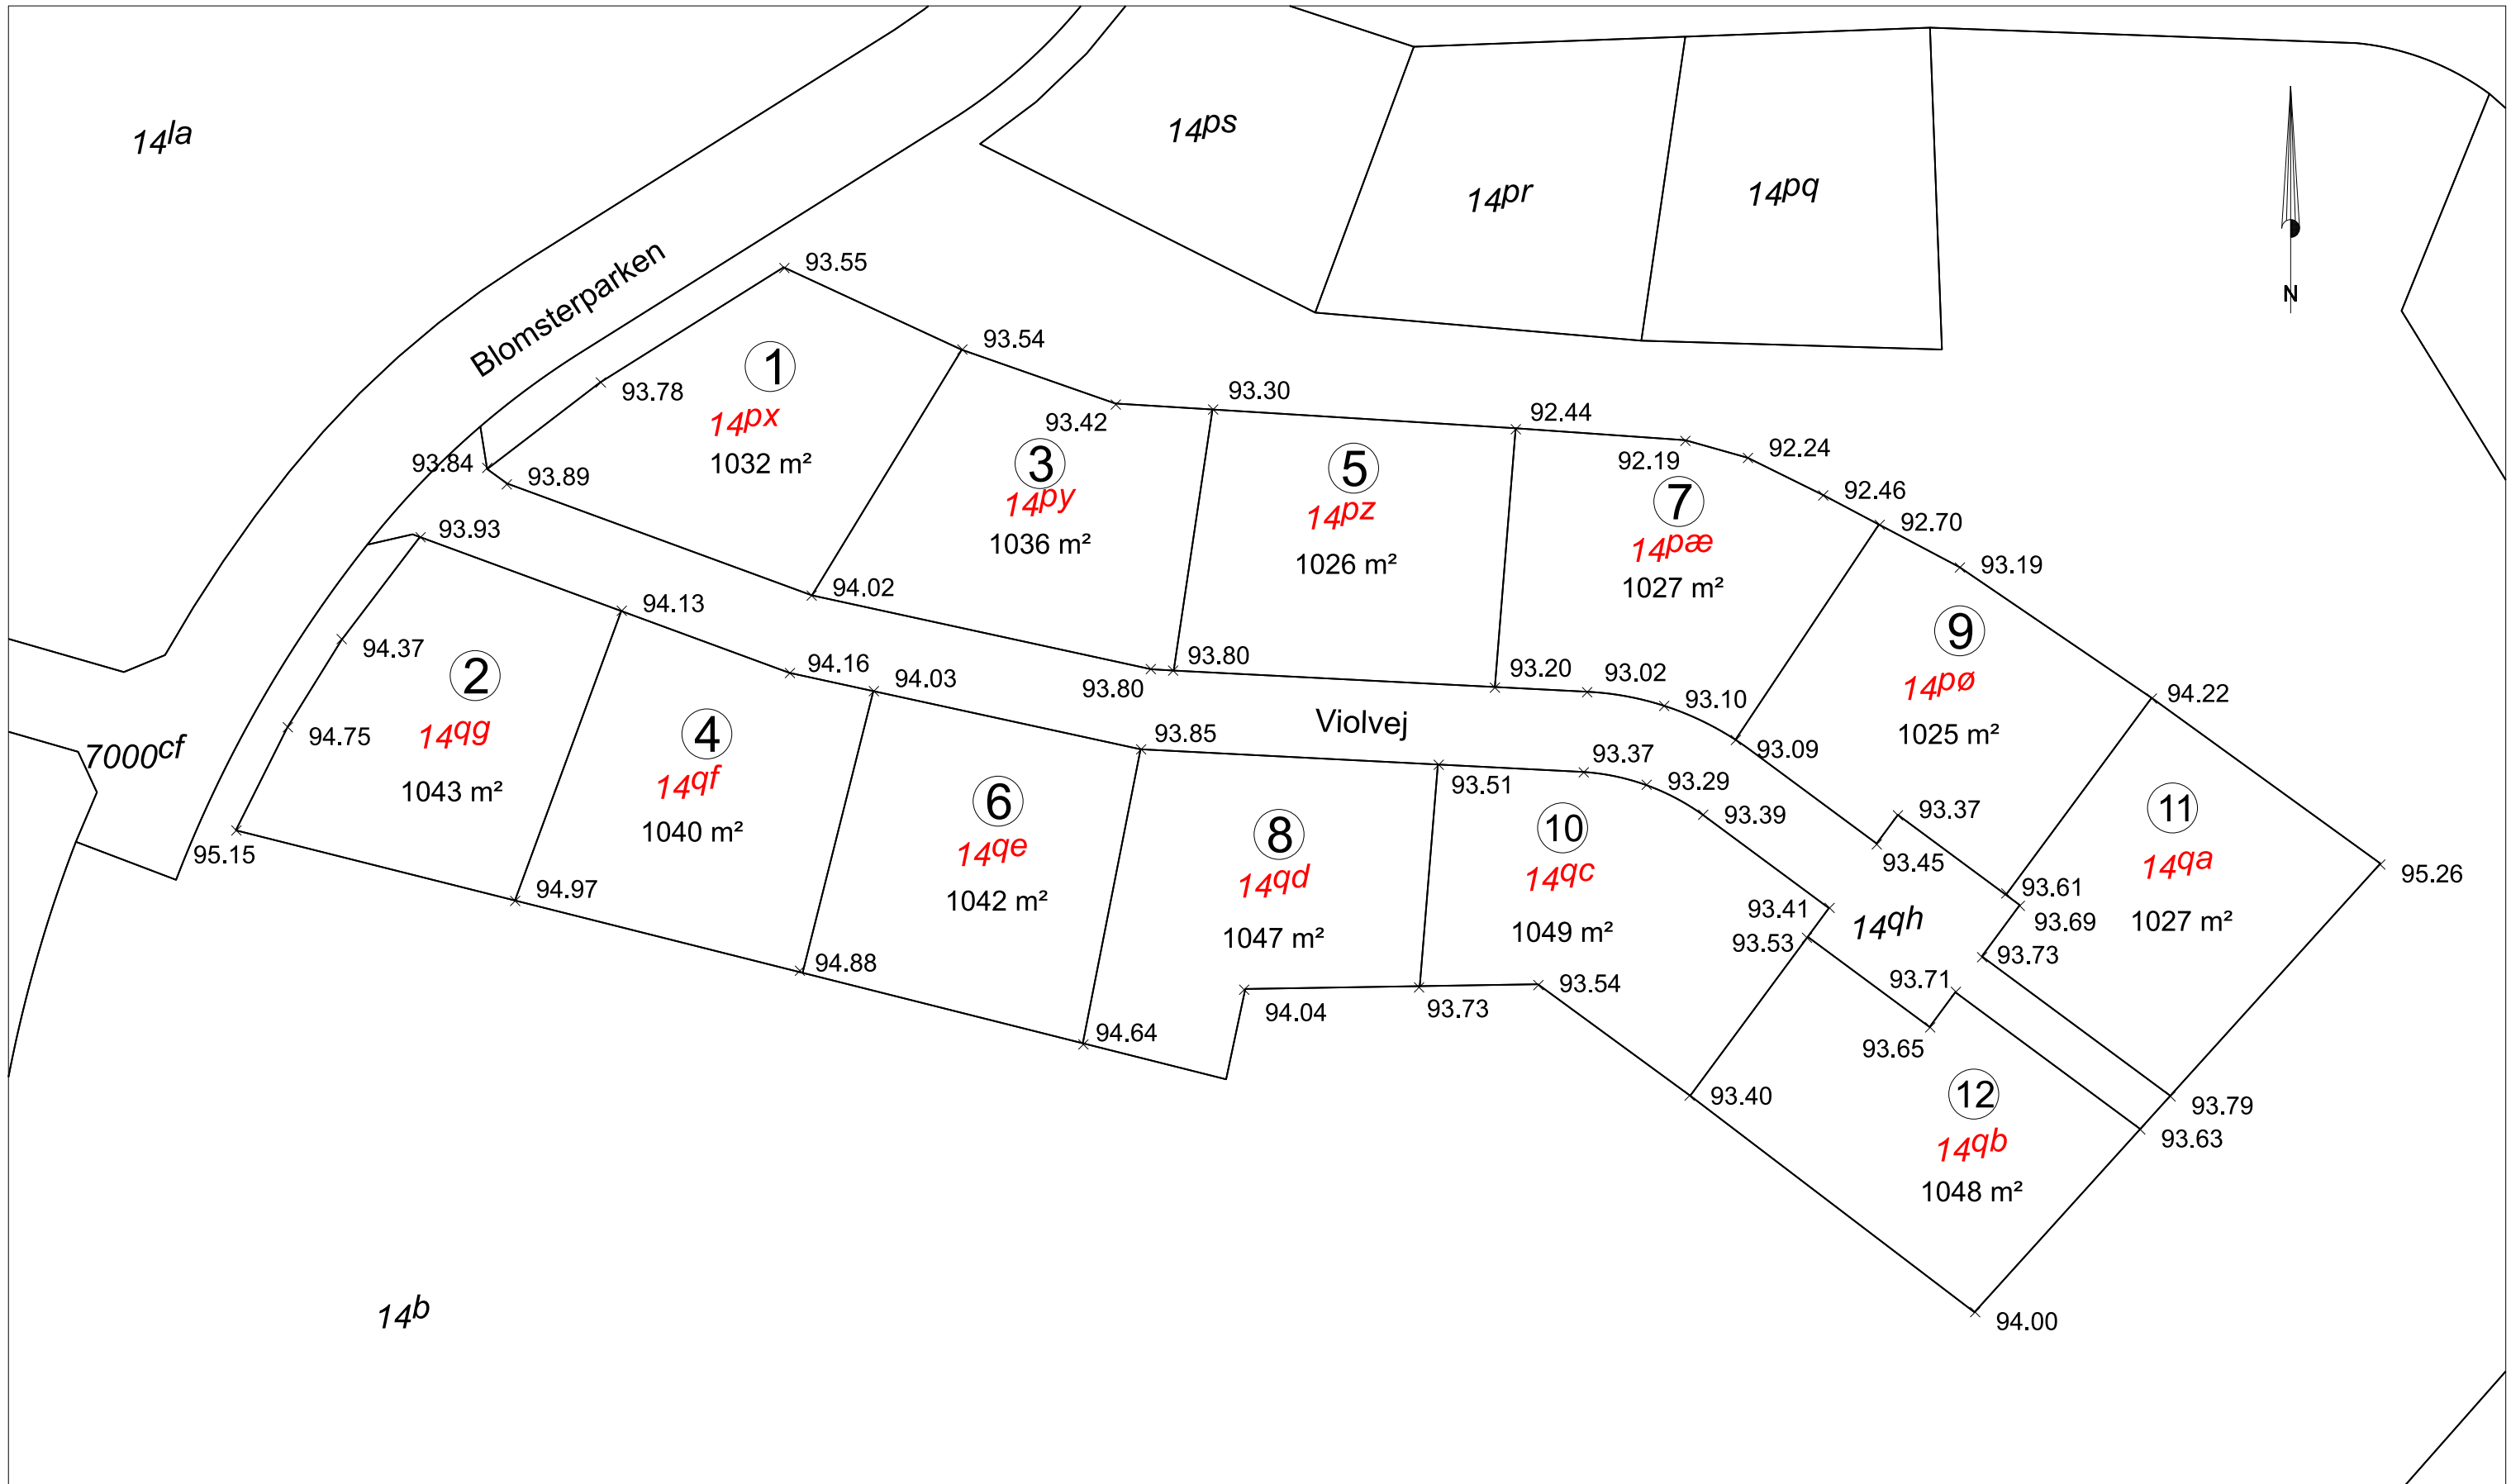 14la
14ps
14pr
14pq
N
Blomsterparken
93.55
93.78
93.84
93.89
93.54
1
14px
1032 m²
94.02
93.42
93.30
3
14py
1036 m²
93.80
93.80
92.44
5
14pz
1026 m²
93.20
92.19
92.24
92.46
92.70
7
14pæ
1027 m²
93.02
93.10
93.09
93.19
94.22
9
14pø
1025 m²
93.45
93.37
93.61
93.69
93.73
11
14qa
1027 m²
95.26
93.79
Violvej
14qh
7000cf
93.93
94.37
94.75
95.15
2
14qg
1043 m²
94.13
94.97
94.16
94.03
4
14qf
1040 m²
94.88
93.85
6
14qe
1042 m²
94.64
8
14qd
1047 m²
94.04
93.51
93.73
93.37
93.29
93.39
10
14qc
1049 m²
93.54
93.41
93.53
93.40
93.71
93.65
12
14qb
1048 m²
93.63
94.00
14b